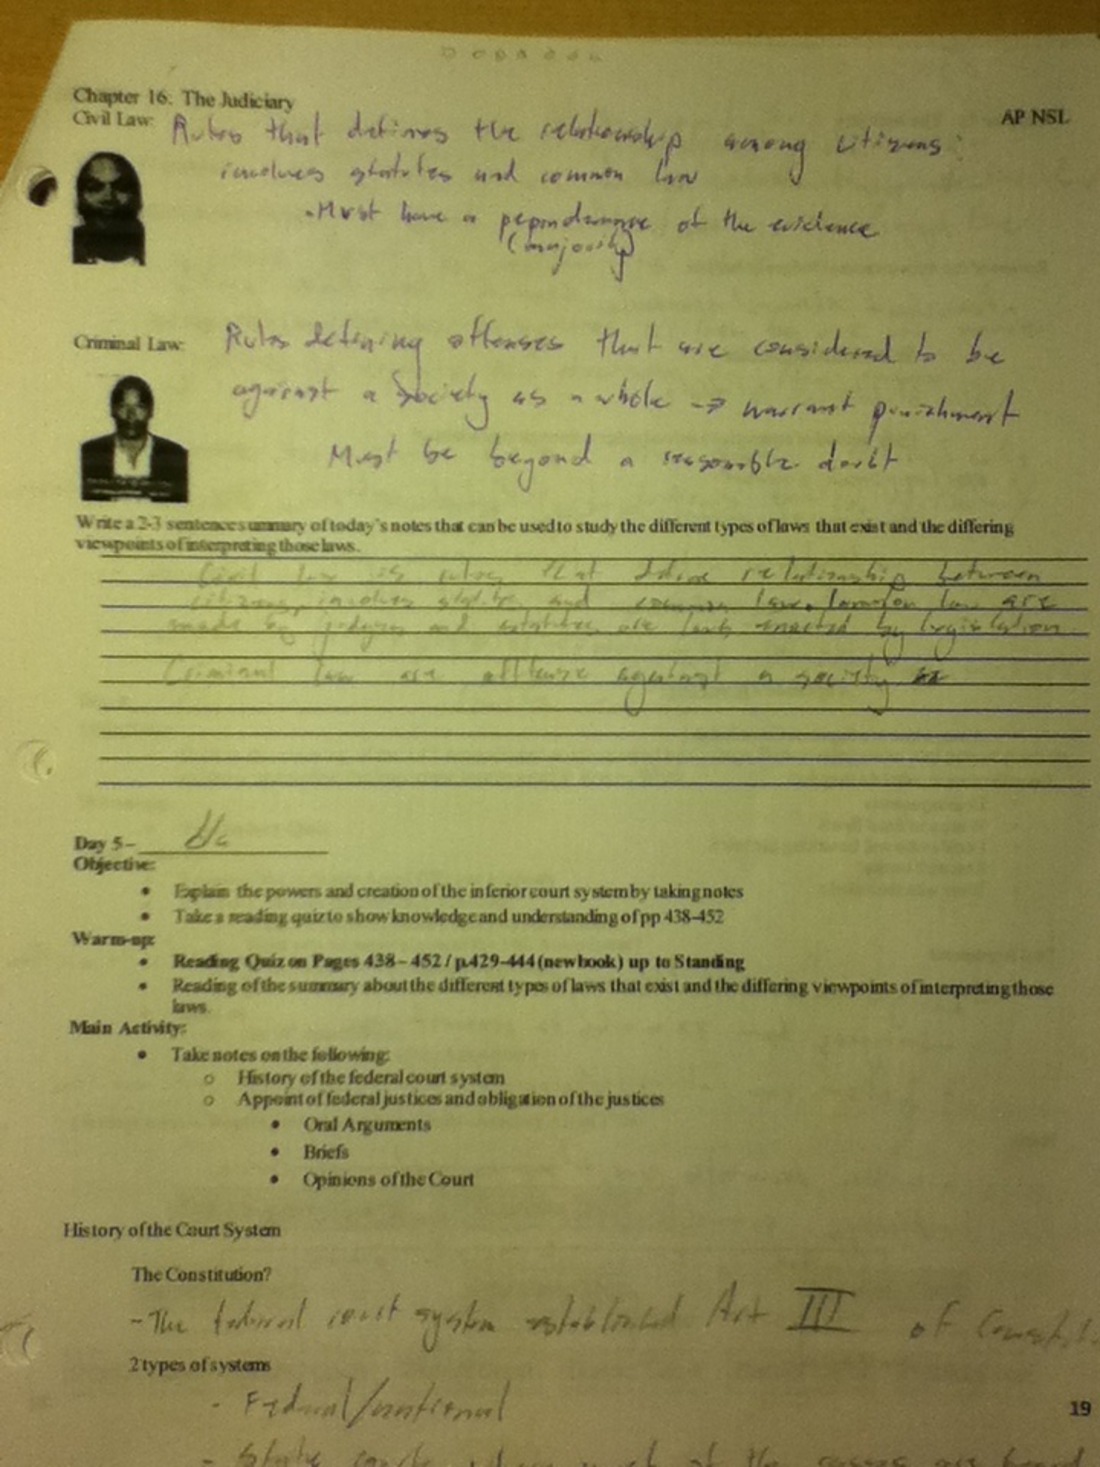 Chapter 16: The Judiciary
AP NSL
Civil Law: Rules that defines the relationship among citizens:
involves statutes and common law
- Must have a peponderance of the evidence
(majority)
Criminal Law: Rules defining offenses that are considered to be
against a society as a whole → warrant punishment
Must be beyond a reasonable doubt
Write a 2-3 sentence summary of today's notes that can be used to study the different types of laws that exist and the differing
viewpoints of interpreting those laws.
Civil law is rules that define relationship between
citizens, involves statutes and common law. Common law are
made by judges and statutes are laws enacted by legislation.
Criminal law are offense against a society
Day 5 –
Objective:
• Explain the powers and creation of the inferior court system by taking notes
• Take a reading quiz to show knowledge and understanding of pp 438-452
Warm-up:
• Reading Quiz on Pages 438 – 452 / p.429-444 (new book) up to Standing
• Reading of the summary about the different types of laws that exist and the differing viewpoints of interpreting those
laws.
Main Activity:
• Take notes on the following:
o History of the federal court system
o Appoint of federal justices and obligation of the justices
• Oral Arguments
• Briefs
• Opinions of the Court
History of the Court System
The Constitution?
- The federal court system established Art III of
2 types of systems
- Federal/national
19
- State courts where most of the cases are heard